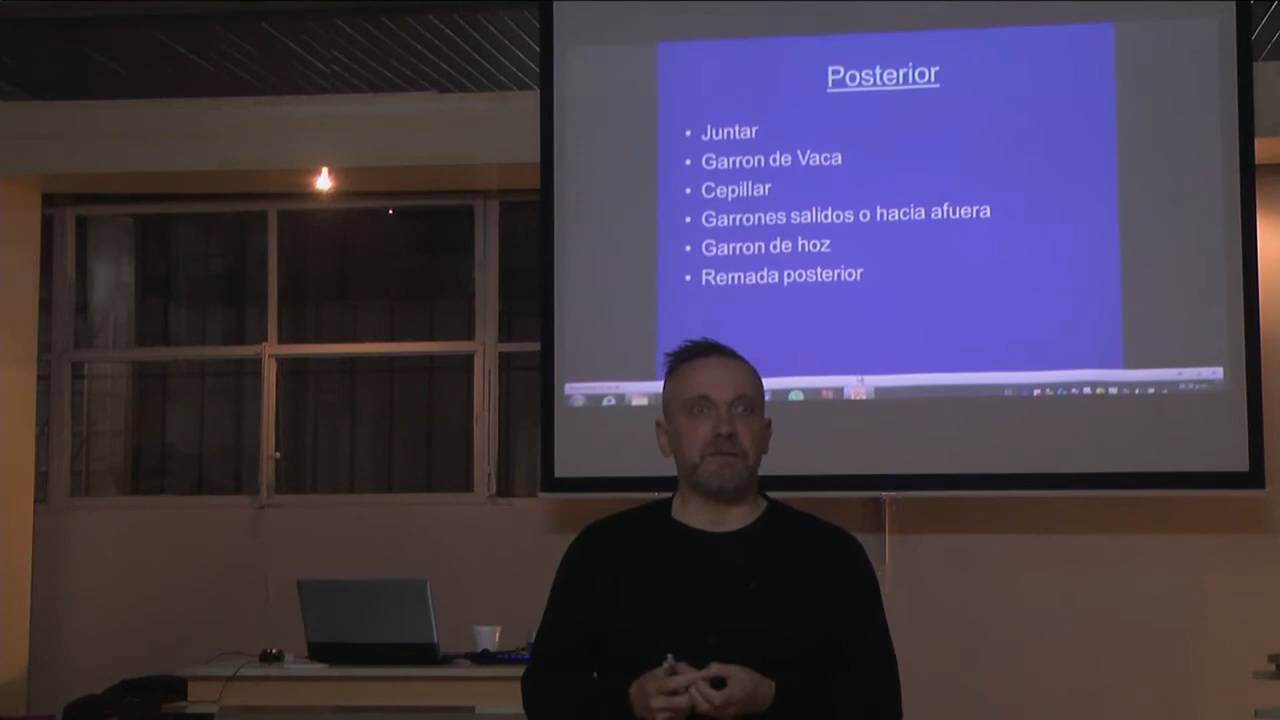 Posterior
• Juntar
• Garron de Vaca
• Cepillar
• Garrones salidos o hacia afuera
• Garron de hoz
• Remada posterior